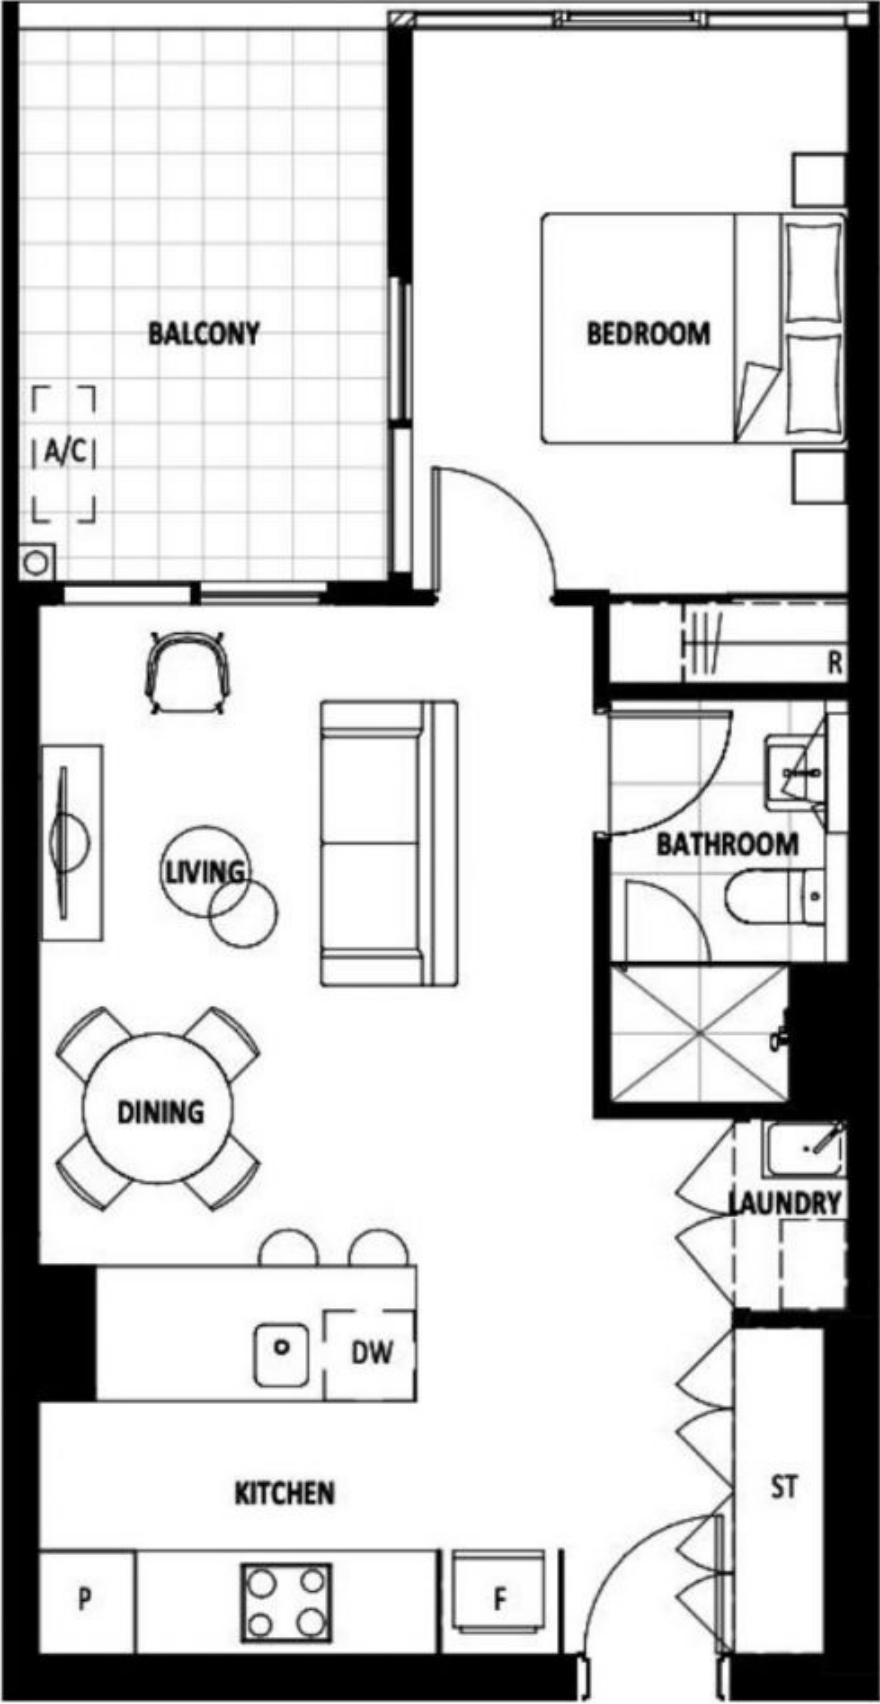 BALCONY
BEDROOM
A/C
R
BATHROOM
LIVING
DINING
LAUNDRY
DW
ST
KITCHEN
P
F